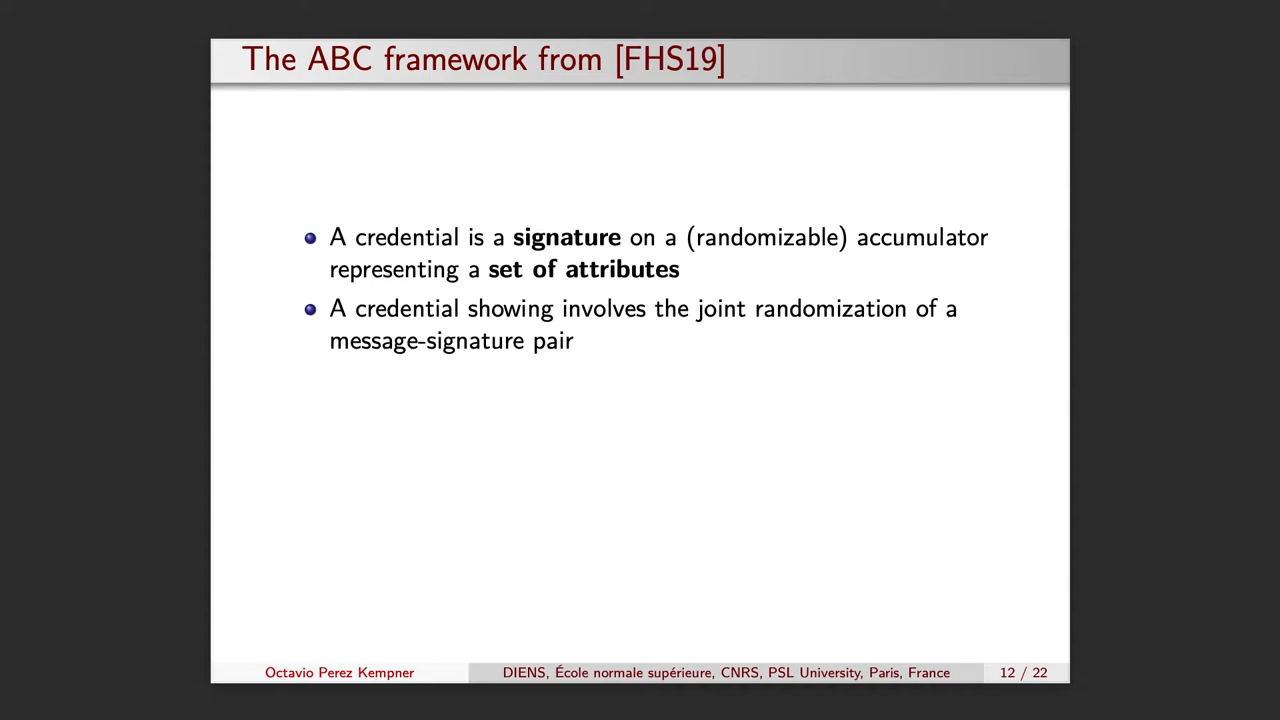 The ABC framework from [FHS19]
A credential is a signature on a (randomizable) accumulator
representing a set of attributes
A credential showing involves the joint randomization of a
message-signature pair
Octavio Perez Kempner
DIENS, École normale supérieure, CNRS, PSL University, Paris, France
12 / 22